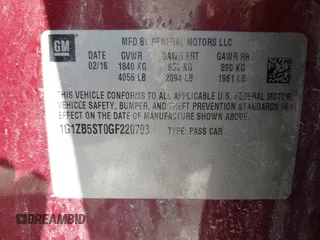 GM
MFD BY GENERAL MOTORS LLC
DATE GVWR GAWR FRT GAWR RR
02/16 1840 KG 950 KG 890 KG
4056 LB 2094 LB 1961 LB
THIS VEHICLE CONFORMS TO ALL APPLICABLE U.S. FEDERAL MOTOR
VEHICLE SAFETY, BUMPER, AND THEFT PREVENTION STANDARDS
IN EFFECT ON THE DATE OF MANUFACTURE SHOWN ABOVE.
1G1ZB5ST0GF220793 TYPE: PASS CAR
DREAMBID